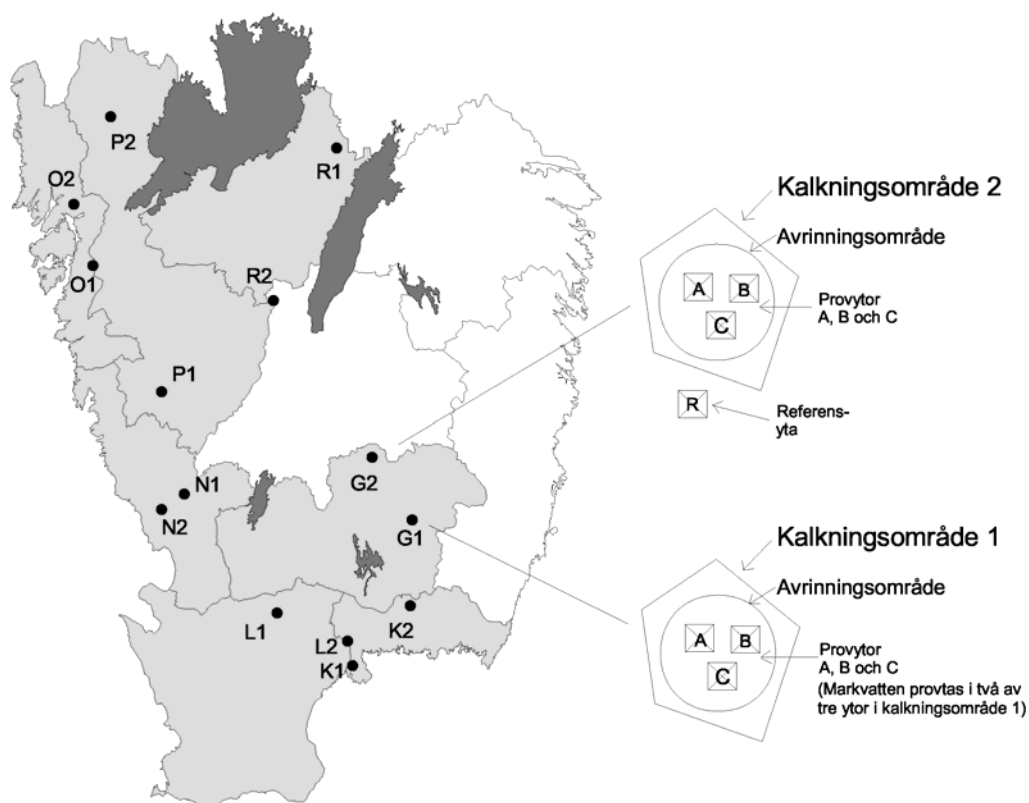 P2
R1
O2
O1
R2
P1
N1
N2
G2
G1
L1
K2
L2
K1
Kalkningsområde 2
Avrinningsområde
A
B
C
Provytor
A, B och C
R
Referens-
yta
Kalkningsområde 1
Avrinningsområde
A
B
C
Provytor
A, B och C
(Markvatten provtas i två av
tre ytor i kalkningsområde 1)